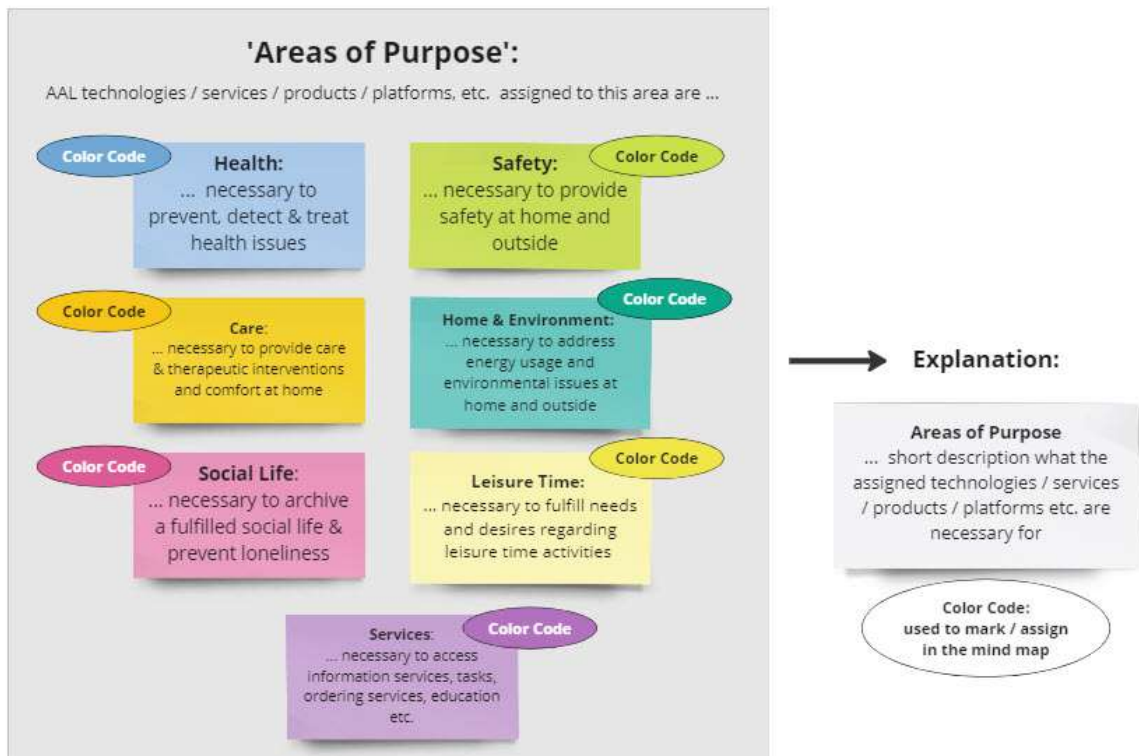 'Areas of Purpose':
AAL technologies / services / products / platforms, etc. assigned to this area are ...
Color Code
Health:
... necessary to
prevent, detect & treat
health issues
Color Code
Safety:
... necessary to provide
safety at home and
outside
Color Code
Care:
... necessary to provide care
& therapeutic interventions
and comfort at home
Color Code
Home & Environment:
... necessary to address
energy usage and
environmental issues at
home and outside
Color Code
Social Life:
... necessary to archive
a fulfilled social life &
prevent loneliness
Color Code
Leisure Time:
... necessary to fulfill needs
and desires regarding
leisure time activities
Color Code
Services:
... necessary to access
information services, tasks,
ordering services, education
etc.
Explanation:
Areas of Purpose
... short description what the
assigned technologies / services
/ products / platforms etc. are
necessary for
Color Code:
used to mark / assign
in the mind map